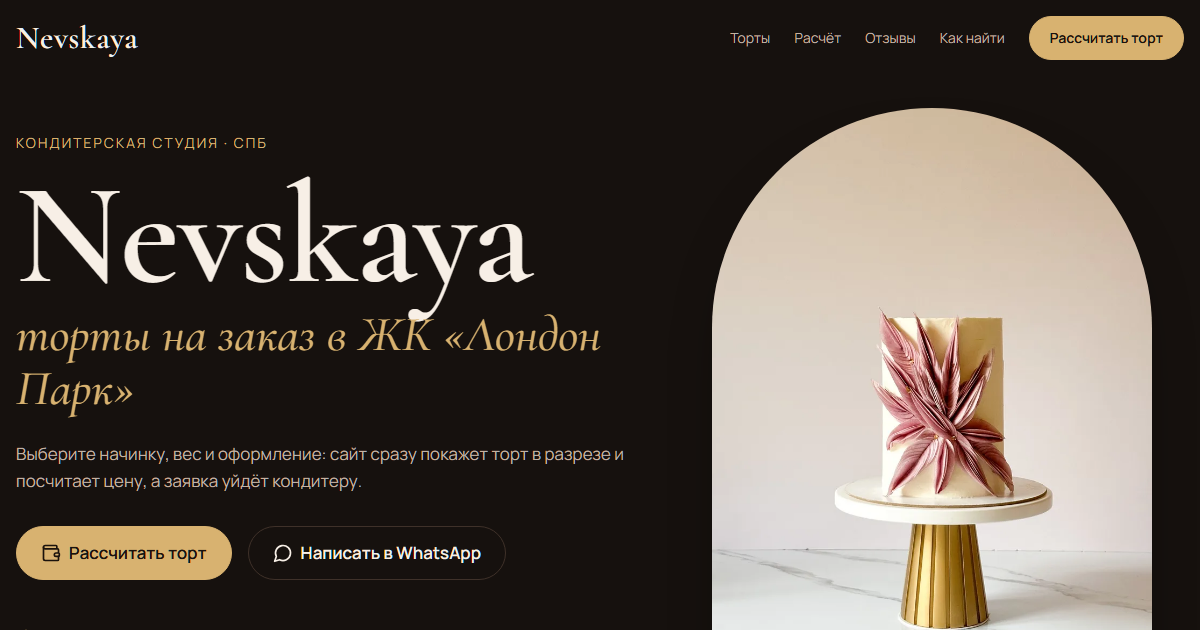 Nevskaya
Торты
Расчёт
Отзывы
Как найти
Рассчитать торт
КОНДИТЕРСКАЯ СТУДИЯ · СПБ
Nevskaya
торты на заказ в ЖК «Лондон
Парк»
Выберите начинку, вес и оформление: сайт сразу покажет торт в разрезе и
посчитает цену, а заявка уйдёт кондитеру.
Рассчитать торт
Написать в WhatsApp